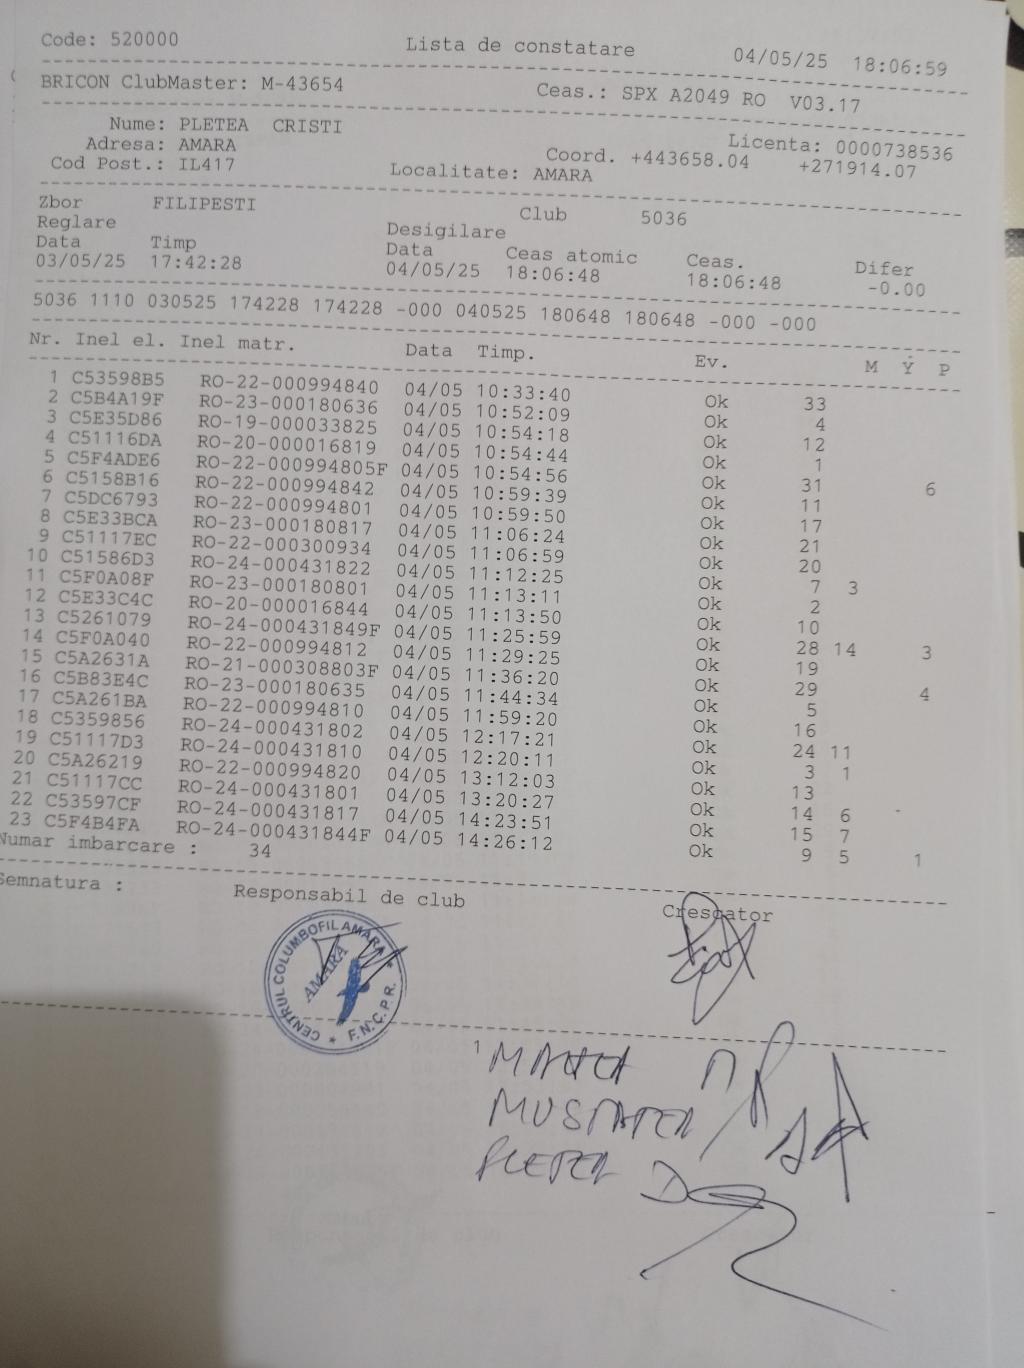 Code: 520000 Lista de constatare 04/05/25 18:06:59
BRICON ClubMaster: M-43654 Ceas.: SPX A2049 RO V03.17
Nume: PLETEA CRISTI Licenta: 0000738536
Adresa: AMARA Coord. +443658.04 +271914.07
Cod Post.: IL417 Localitate: AMARA
Zbor FILIPESTI Club 5036
Reglare Desigilare
Data Timp Data Ceas atomic Ceas. Difer
03/05/25 17:42:28 04/05/25 18:06:48 18:06:48 -0.00
5036 1110 030525 174228 174228 -000 040525 180648 180648 -000 -000
Nr. Inel el. Inel matr. Data Timp. Ev. M Y P
1 C53598B5 RO-22-000994840 04/05 10:33:40 Ok 33
2 C5B4A19F RO-23-000180636 04/05 10:52:09 Ok 4
3 C5E35D86 RO-19-000033825 04/05 10:54:18 Ok 12
4 C51116DA RO-20-000016819 04/05 10:54:44 Ok 1
5 C5F4ADE6 RO-22-000994805F 04/05 10:54:56 Ok 31 6
6 C5158B16 RO-22-000994842 04/05 10:59:39 Ok 11
7 C5DC6793 RO-22-000994801 04/05 10:59:50 Ok 17
8 C5E33BCA RO-23-000180817 04/05 11:06:24 Ok 21
9 C51117EC RO-22-000300934 04/05 11:06:59 Ok 20
10 C51586D3 RO-24-000431822 04/05 11:12:25 Ok 7 3
11 C5F0A08F RO-23-000180801 04/05 11:13:11 Ok 2
12 C5E33C4C RO-20-000016844 04/05 11:13:50 Ok 10
13 C5261079 RO-24-000431849F 04/05 11:25:59 Ok 28 14 3
14 C5F0A040 RO-22-000994812 04/05 11:29:25 Ok 19
15 C5A2631A RO-21-000308803F 04/05 11:36:20 Ok 29 4
16 C5B83E4C RO-23-000180635 04/05 11:44:34 Ok 5
17 C5A261BA RO-22-000994810 04/05 11:59:20 Ok 16
18 C5359856 RO-24-000431802 04/05 12:17:21 Ok 24 11
19 C51117D3 RO-24-000431810 04/05 12:20:11 Ok 3 1
20 C5A26219 RO-22-000994820 04/05 13:12:03 Ok 13
21 C51117CC RO-24-000431801 04/05 13:20:27 Ok 14 6
22 C53597CF RO-24-000431817 04/05 14:23:51 Ok 15 7
23 C5F4B4FA RO-24-000431844F 04/05 14:26:12 Ok 9 5 1
Numar imbarcare : 34
Semnatura : Responsabil de club Crescator
CENTRUL COLUMBOFIL AMARA
AMARA
* F.N.C.P.R. *
1
MUSTATEA
PLETEA D